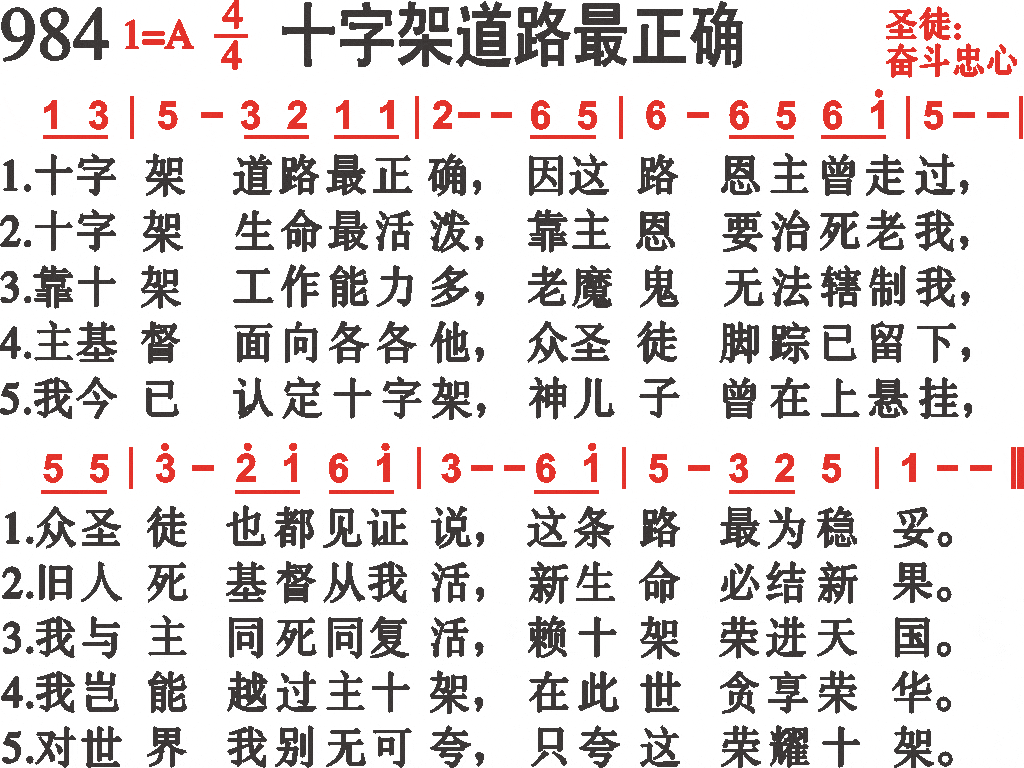 984 1=A 4/4 十字架道路最正确 圣徒:
奋斗忠心
1 3 | 5 - 3 2 1 1 | 2 - - 6 5 | 6 - 6 5 6 i | 5 - - |
1.十字架 道路最正确，因这路 恩主曾走过，
2.十字架 生命最活泼，靠主恩 要治死老我，
3.靠十架 工作能力多，老魔鬼 无法辖制我，
4.主基督 面向各各他，众圣徒 脚踪已留下，
5.我今已 认定十字架，神儿子 曾在上悬挂，
5 5 | 3̇ - 2̇ i 6 i | 3 - - 6 i | 5 - 3 2 5 | 1 - - ‖
1.众圣徒 也都见证说，这条路 最为稳妥。
2.旧人死 基督从我活，新生命 必结新果。
3.我与主 同死同复活，赖十架 荣进天国。
4.我岂能 越过主十架，在此世 贪享荣华。
5.对世界 我别无可夸，只夸这 荣耀十架。